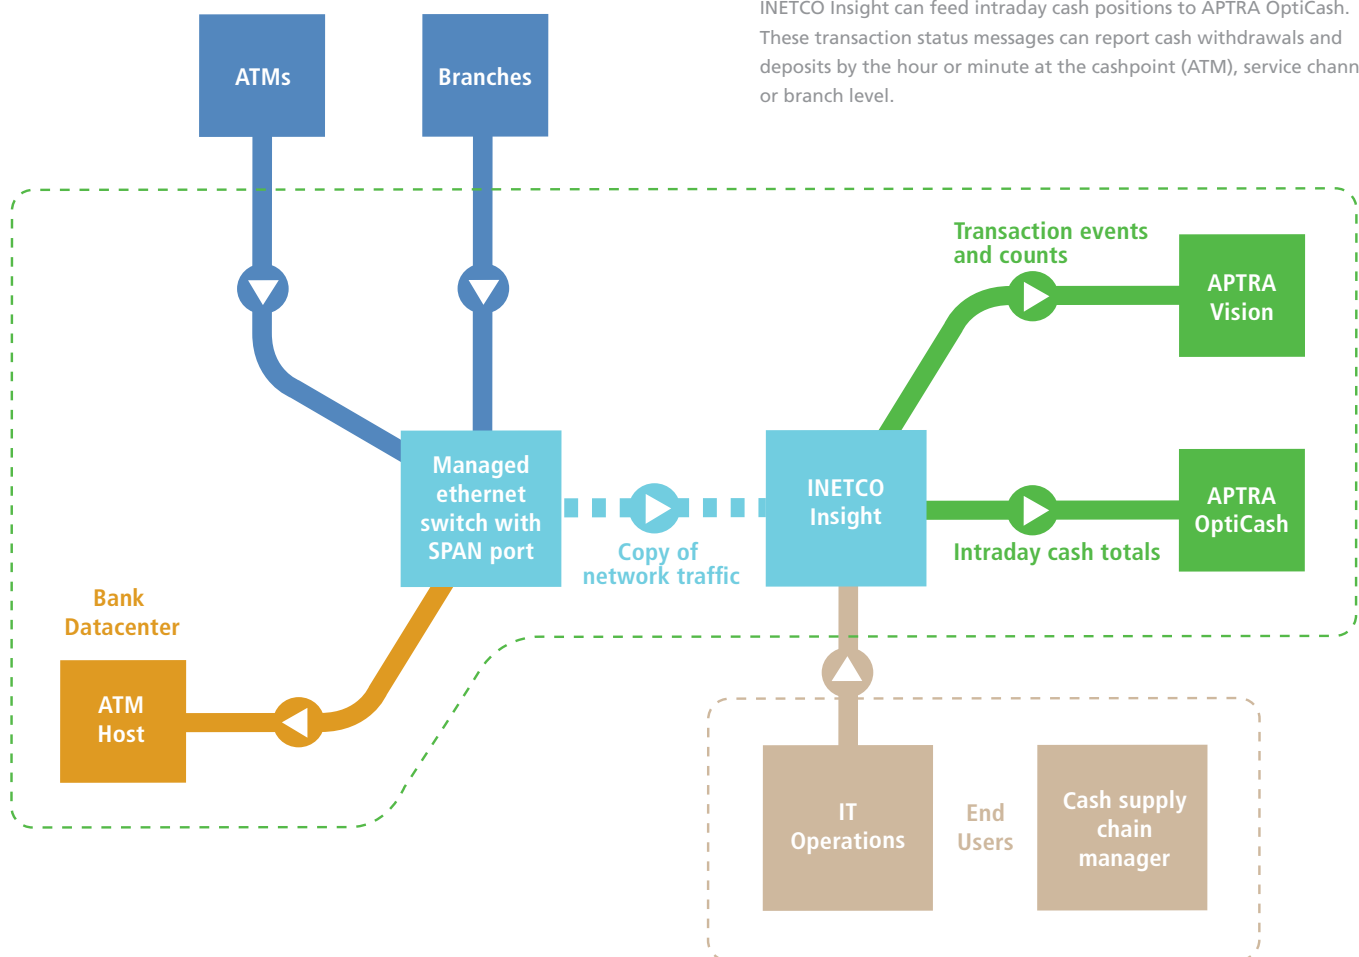 INETCO Insight can feed intraday cash positions to APTRA OptiCash.
These transaction status messages can report cash withdrawals and
deposits by the hour or minute at the cashpoint (ATM), service chann
or branch level.
ATMs
Branches
Transaction events
and counts
APTRA
Vision
Managed
ethernet
switch with
SPAN port
INETCO
Insight
APTRA
OptiCash
Copy of
network traffic
Intraday cash totals
Bank
Datacenter
ATM
Host
IT
Operations
End
Users
Cash supply
chain
manager